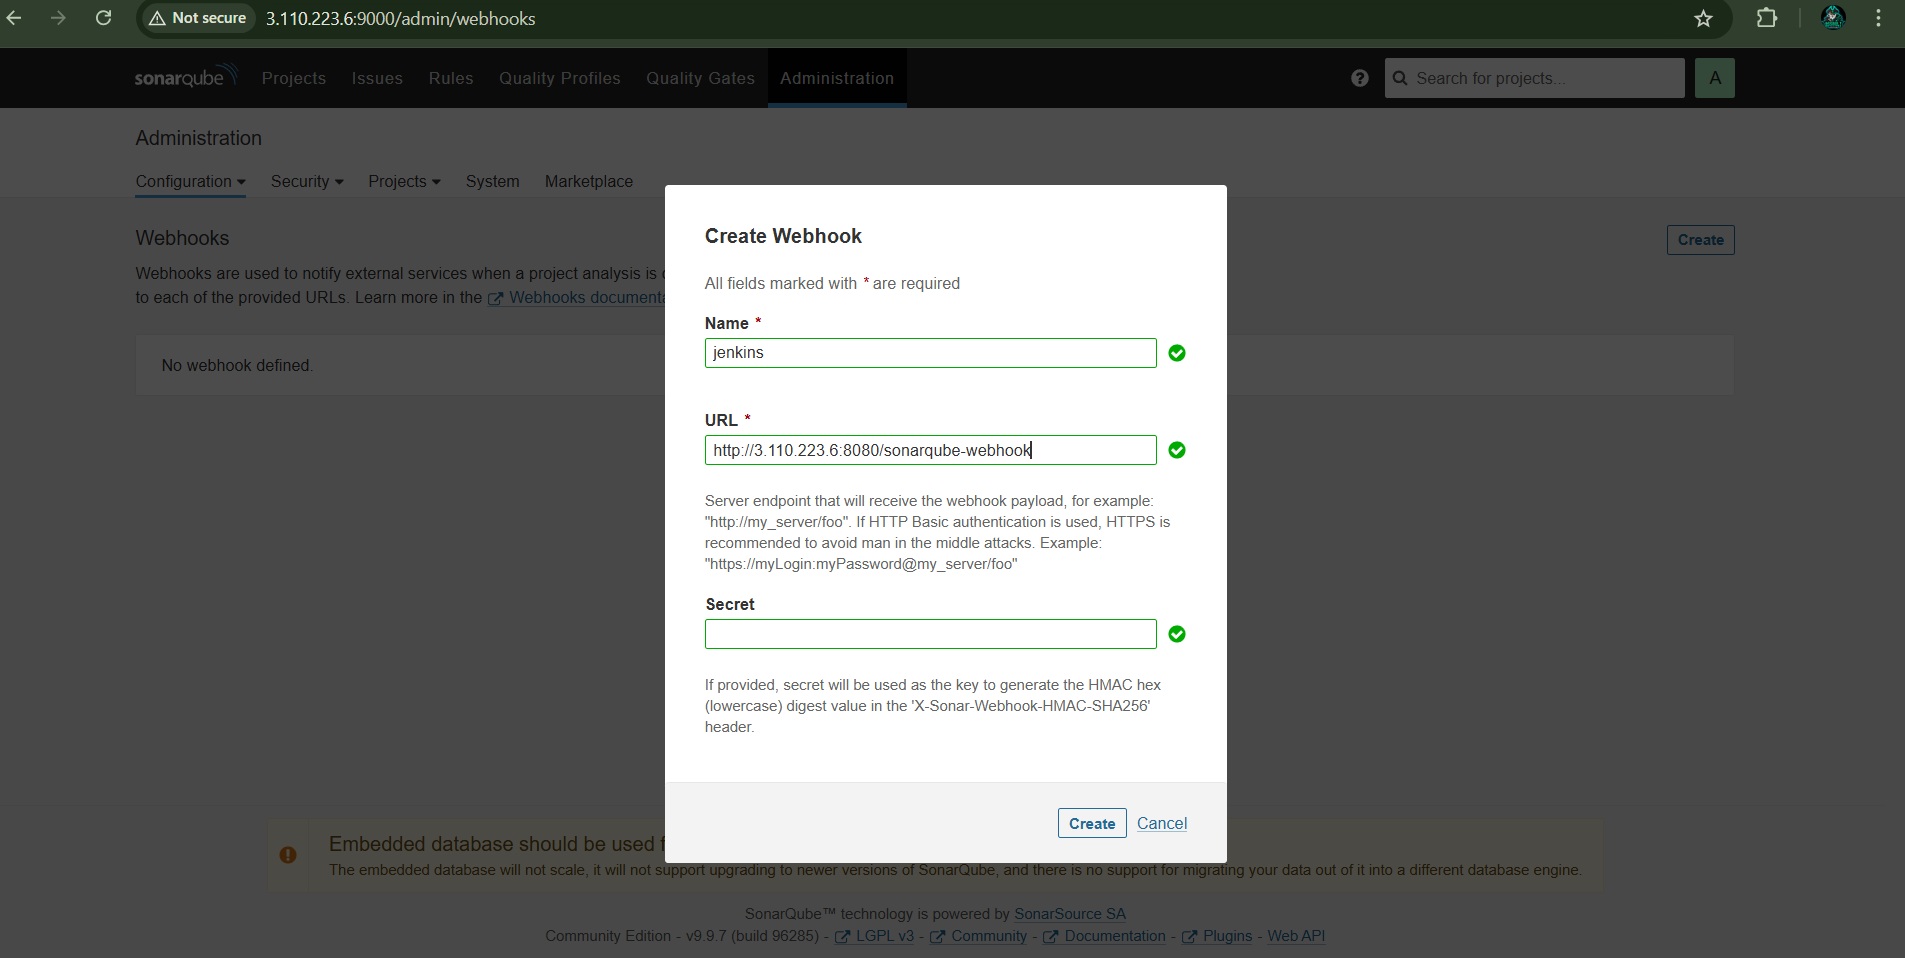 Not secure 3.110.223.6:9000/admin/webhooks
sonarqube Projects Issues Rules Quality Profiles Quality Gates Administration ? Search for projects... A
Administration
Configuration Security Projects System Marketplace
Webhooks
Create
Webhooks are used to notify external services when a project analysis is
to each of the provided URLs. Learn more in the Webhooks
No webhook defined.
Create Webhook
All fields marked with * are required
Name *
jenkins
URL *
http://3.110.223.6:8080/sonarqube-webhook
Server endpoint that will receive the webhook payload, for example:
"http://my_server/foo". If HTTP Basic authentication is used, HTTPS is
recommended to avoid man in the middle attacks. Example:
"https://myLogin:myPassword@my_server/foo"
Secret
If provided, secret will be used as the key to generate the HMAC hex
(lowercase) digest value in the 'X-Sonar-Webhook-HMAC-SHA256'
header.
Create Cancel
Embedded database should be used
The embedded database will not scale, it will not support upgrading to newer versions of SonarQube, and there is no support for migrating your data out of it into a different database engine.
SonarQube™ technology is powered by SonarSource SA
Community Edition - v9.9.7 (build 96285) - LGPL v3 - Community - Documentation - Plugins - Web API